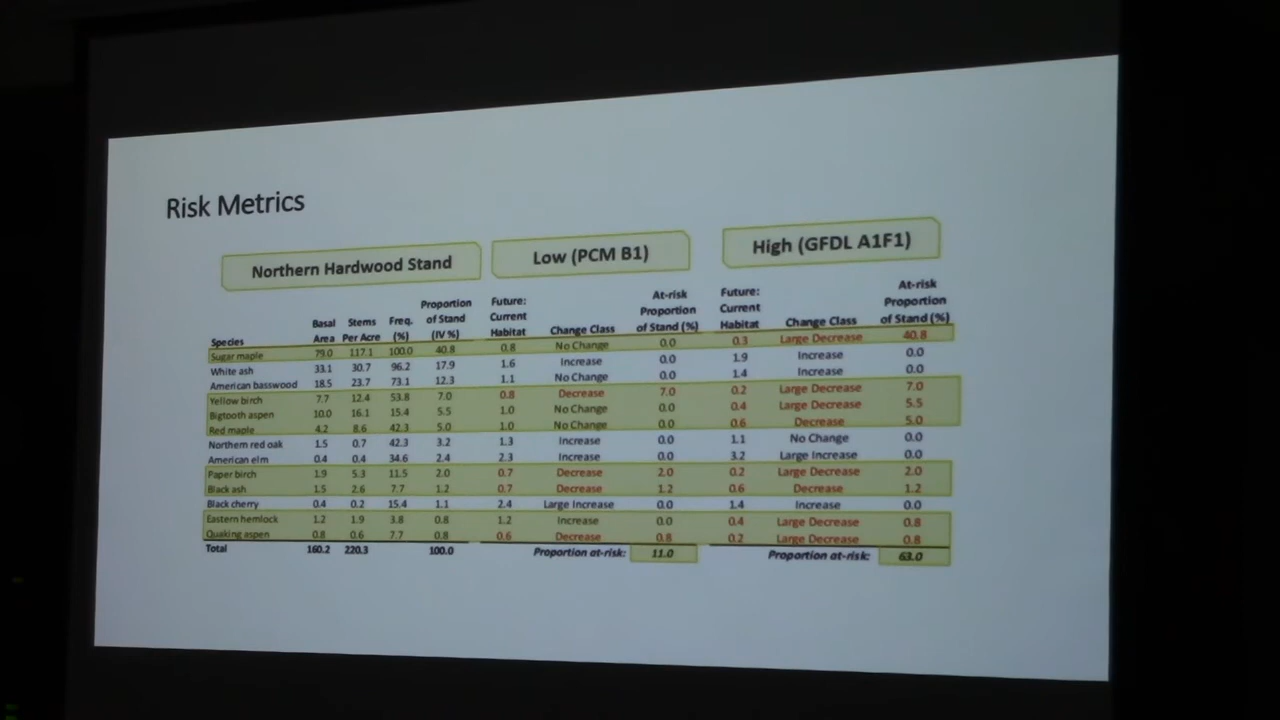 Risk Metrics
Northern Hardwood Stand Low (PCM B1) High (GFDL A1F1)
Proportion Future: At-risk Future: At-risk
Basal Stems Freq. of Stand Current Proportion Current Proportion
Species Area Per Acre (%) (IV %) Habitat Change Class of Stand (%) Habitat Change Class of Stand (%)
Sugar maple 79.0 117.1 100.0 40.8 0.8 No Change 0.0 0.3 Large Decrease 40.8
White ash 33.1 30.7 96.2 17.9 1.6 Increase 0.0 1.9 Increase 0.0
American basswood 18.5 23.7 73.1 12.3 1.1 No Change 0.0 1.4 Increase 0.0
Yellow birch 7.7 12.4 53.8 7.0 0.8 Decrease 7.0 0.2 Large Decrease 7.0
Bigtooth aspen 10.0 16.1 15.4 5.5 1.0 No Change 0.0 0.4 Large Decrease 5.5
Red maple 4.2 8.6 42.3 5.0 1.0 No Change 0.0 0.6 Decrease 5.0
Northern red oak 1.5 0.7 42.3 3.2 1.3 Increase 0.0 1.1 No Change 0.0
American elm 0.4 0.4 34.6 2.4 2.3 Increase 0.0 3.2 Large Increase 0.0
Paper birch 1.9 5.3 11.5 2.0 0.7 Decrease 2.0 0.2 Large Decrease 2.0
Black ash 1.5 2.6 7.7 1.2 0.7 Decrease 1.2 0.6 Decrease 1.2
Black cherry 0.4 0.2 15.4 1.1 2.4 Large Increase 0.0 1.4 Increase 0.0
Eastern hemlock 1.2 1.9 3.8 0.8 1.2 Increase 0.0 0.4 Large Decrease 0.8
Quaking aspen 0.8 0.6 7.7 0.8 0.6 Decrease 0.8 0.2 Large Decrease 0.8
Total 160.2 220.3 100.0 Proportion at-risk: 11.0 Proportion at-risk: 63.0